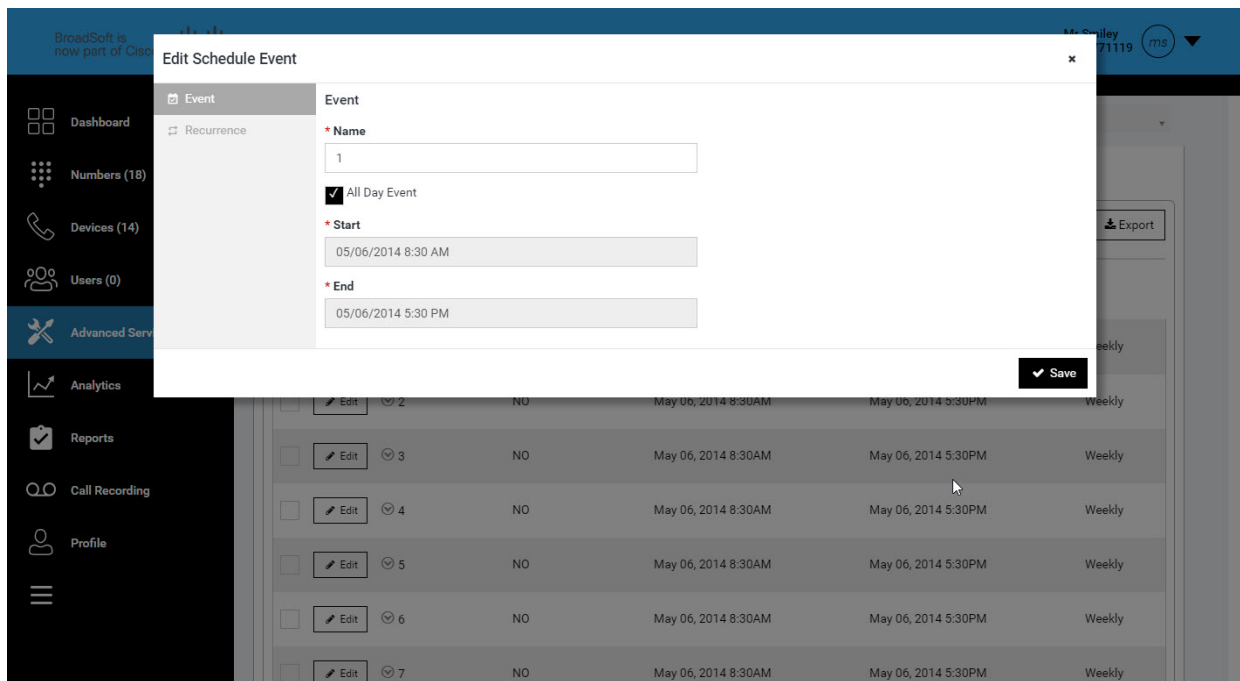 BroadSoft is
now part of Cisco
Mr Smiley
71119
ms
Edit Schedule Event
Event
Recurrence
Event
* Name
1
All Day Event
* Start
05/06/2014 8:30 AM
* End
05/06/2014 5:30 PM
Save
Dashboard
Numbers (18)
Devices (14)
Users (0)
Advanced Serv
Analytics
Reports
Call Recording
Profile
Export
eekly
Edit 2 NO May 06, 2014 8:30AM May 06, 2014 5:30PM Weekly
Edit 3 NO May 06, 2014 8:30AM May 06, 2014 5:30PM Weekly
Edit 4 NO May 06, 2014 8:30AM May 06, 2014 5:30PM Weekly
Edit 5 NO May 06, 2014 8:30AM May 06, 2014 5:30PM Weekly
Edit 6 NO May 06, 2014 8:30AM May 06, 2014 5:30PM Weekly
Edit 7 NO May 06, 2014 8:30AM May 06, 2014 5:30PM Weekly